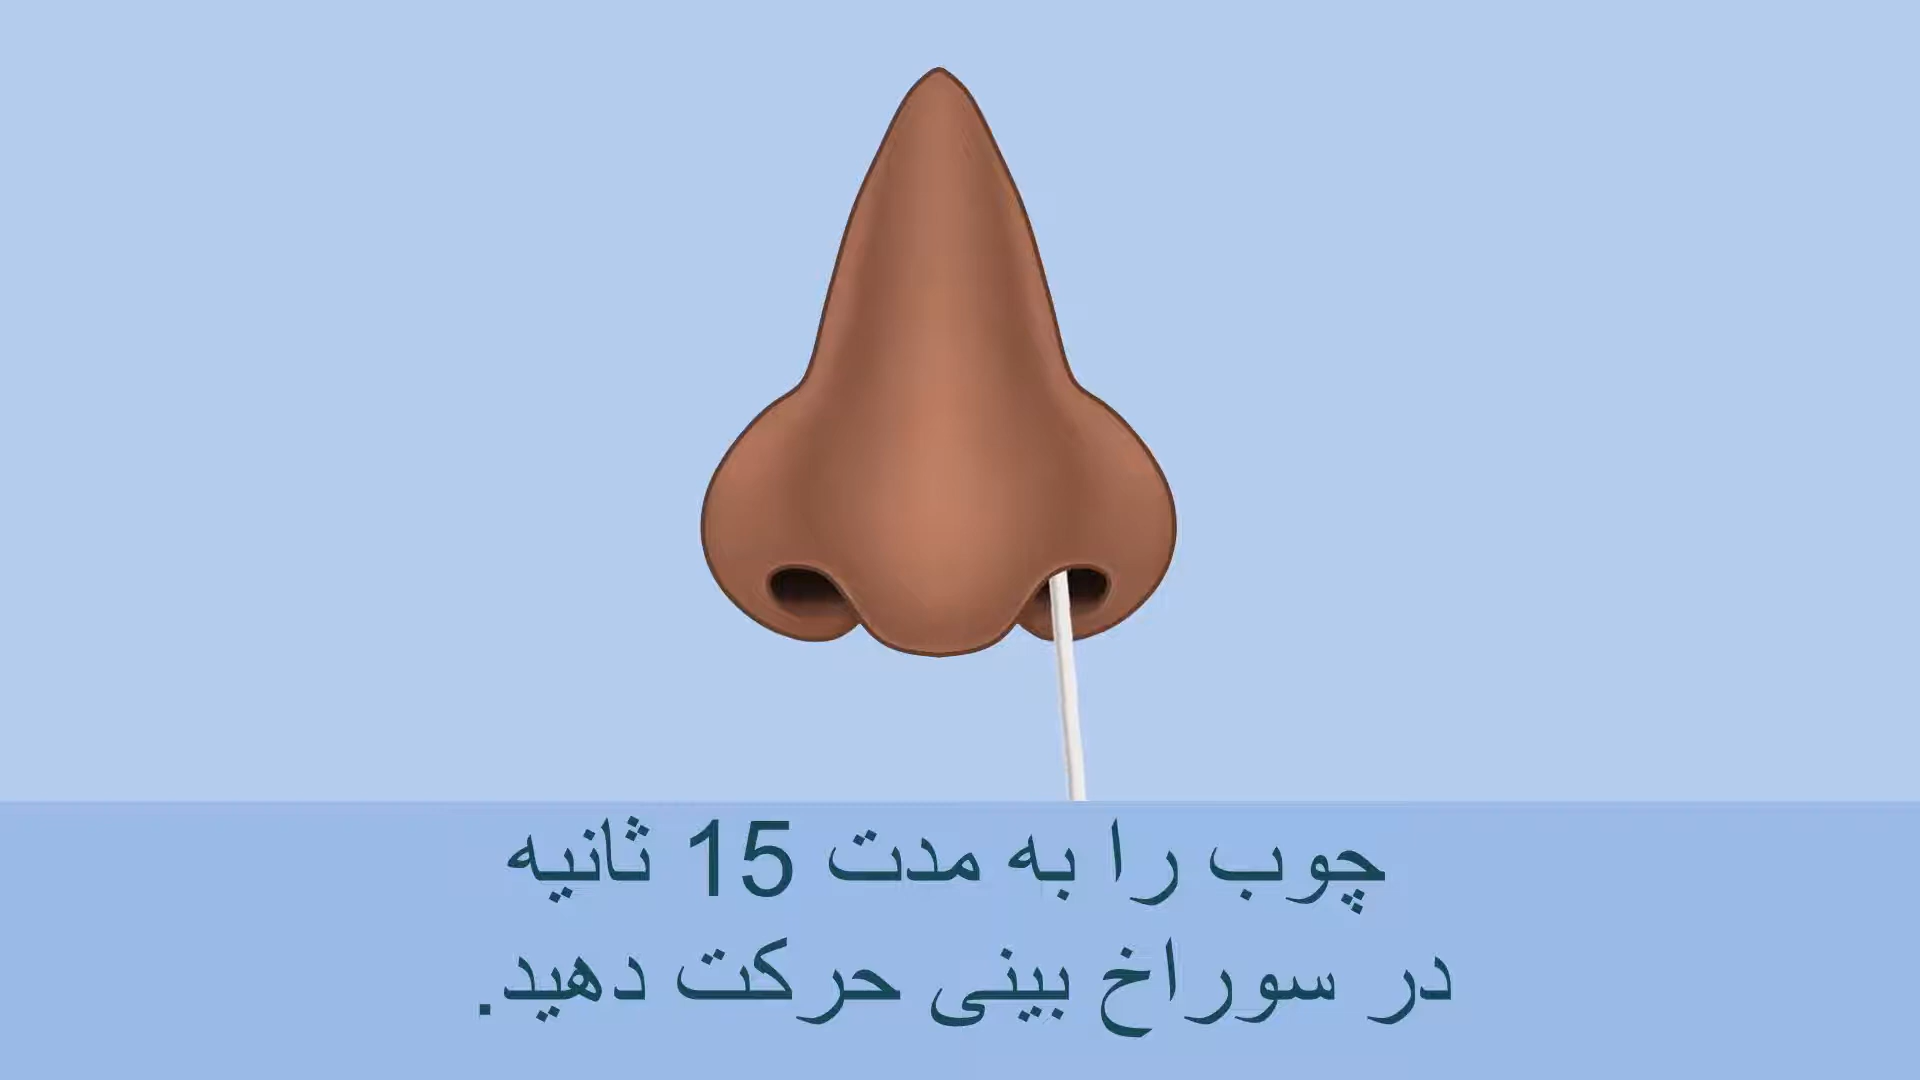 چوب را به مدت 15 ثانیه
در سوراخ بینی حرکت دهید.